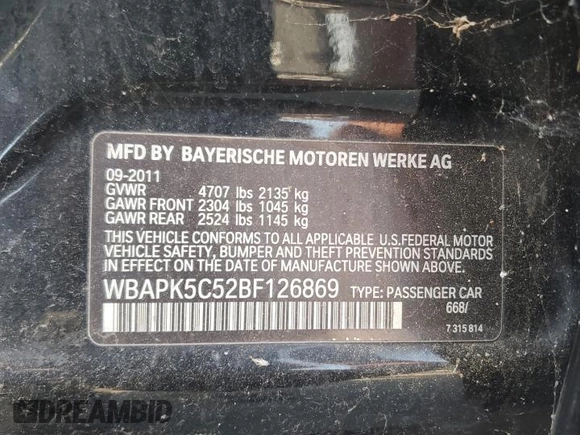 MFD BY BAYERISCHE MOTOREN WERKE AG
09-2011
GVWR 4707 lbs 2135 kg
GAWR FRONT 2304 lbs 1045 kg
GAWR REAR 2524 lbs 1145 kg
THIS VEHICLE CONFORMS TO ALL APPLICABLE U.S. FEDERAL MOTOR
VEHICLE SAFETY, BUMPER AND THEFT PREVENTION STANDARDS
IN EFFECT ON THE DATE OF MANUFACTURE SHOWN ABOVE.
WBAPK5C52BF126869 TYPE: PASSENGER CAR
668/
7 315 814
DREAMBID